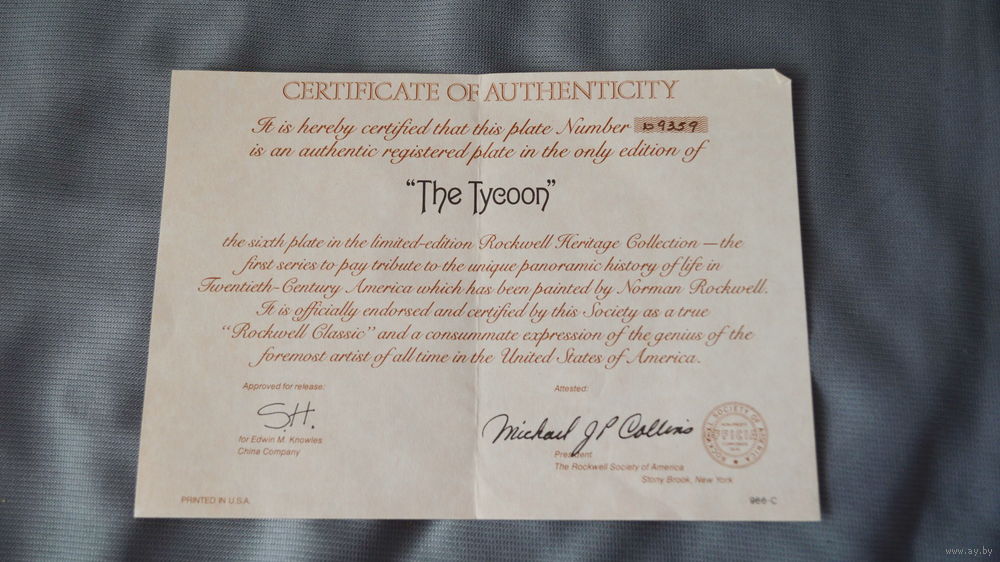 CERTIFICATE OF AUTHENTICITY
It is hereby certified that this plate Number D9359
is an authentic registered plate in the only edition of
“The Tycoon”
the sixth plate in the limited-edition Rockwell Heritage Collection — the
first series to pay tribute to the unique panoramic history of life in
Twentieth-Century America which has been painted by Norman Rockwell.
It is officially endorsed and certified by this Society as a true
“Rockwell Classic” and a consummate expression of the genius of the
foremost artist of all time in the United States of America.
Approved for release:
S.H.
for Edwin M. Knowles
China Company
Attested:
Michael J P Collins
President
The Rockwell Society of America
Stony Brook, New York
ROCKWELL SOCIETY OF AMERICA
PRINTED IN U.S.A.
966-C
www.ay.by